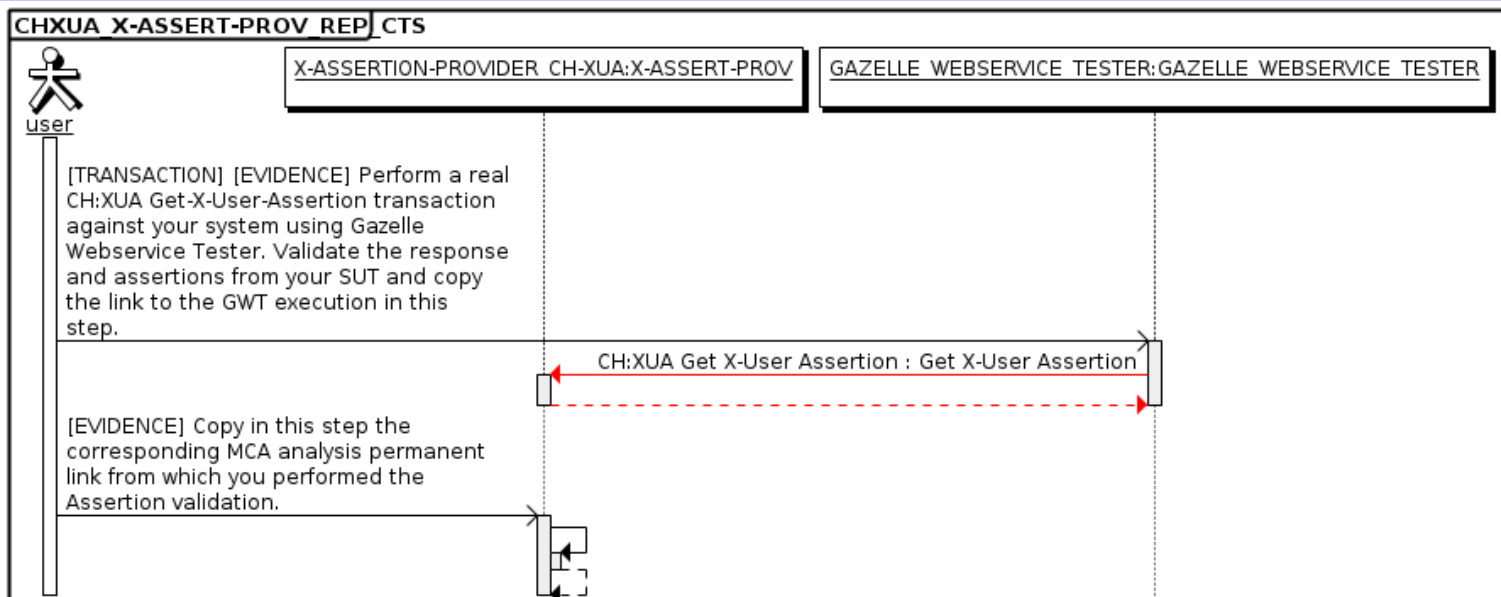 CHXUA_X-ASSERT-PROV_REP_CTS
user
X-ASSERTION-PROVIDER_CH-XUA:X-ASSERT-PROV
GAZELLE_WEBSERVICE_TESTER:GAZELLE_WEBSERVICE_TESTER
[TRANSACTION] [EVIDENCE] Perform a real
CH:XUA Get-X-User-Assertion transaction
against your system using Gazelle
Webservice Tester. Validate the response
and assertions from your SUT and copy
the link to the GWT execution in this
step.
CH:XUA Get X-User Assertion : Get X-User Assertion
[EVIDENCE] Copy in this step the
corresponding MCA analysis permanent
link from which you performed the
Assertion validation.